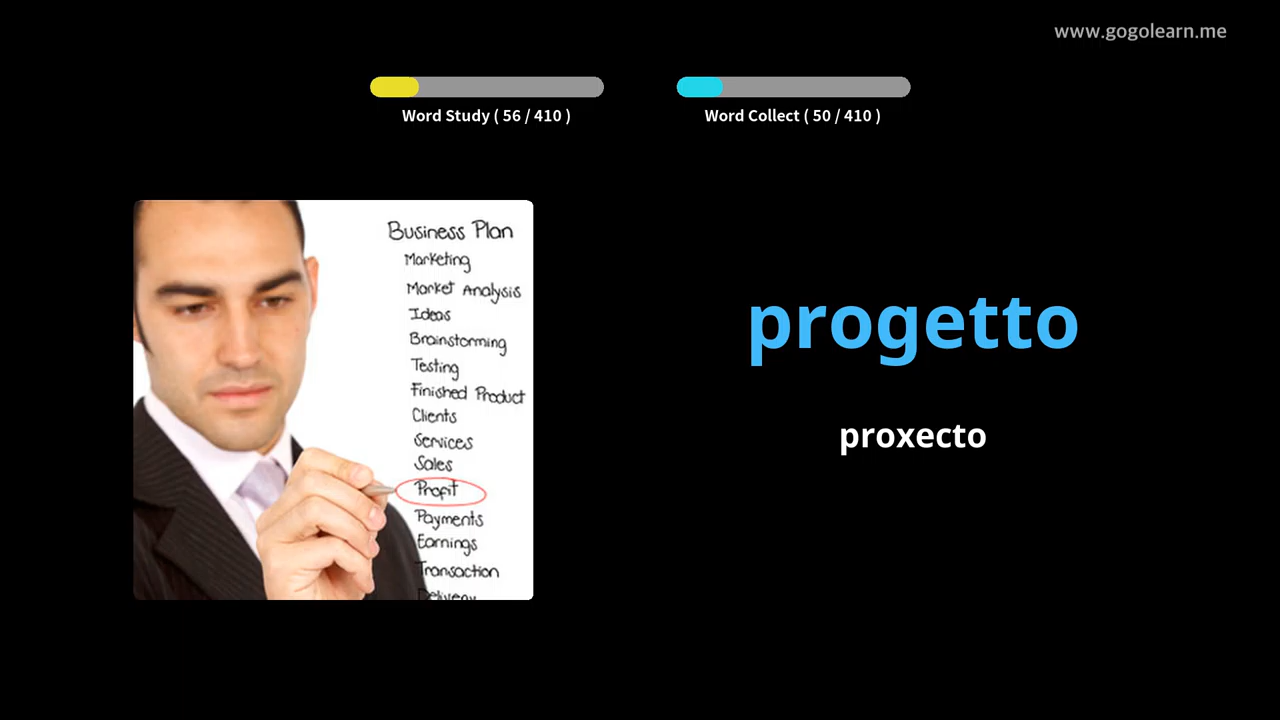 www.gogolearn.me
Word Study ( 56 / 410 )
Word Collect ( 50 / 410 )
Business Plan
Marketing
Market Analysis
Ideas
Brainstorming
Testing
Finished Product
Clients
Services
Sales
Profit
Payments
Earnings
Transaction
Delivery
progetto
proxecto